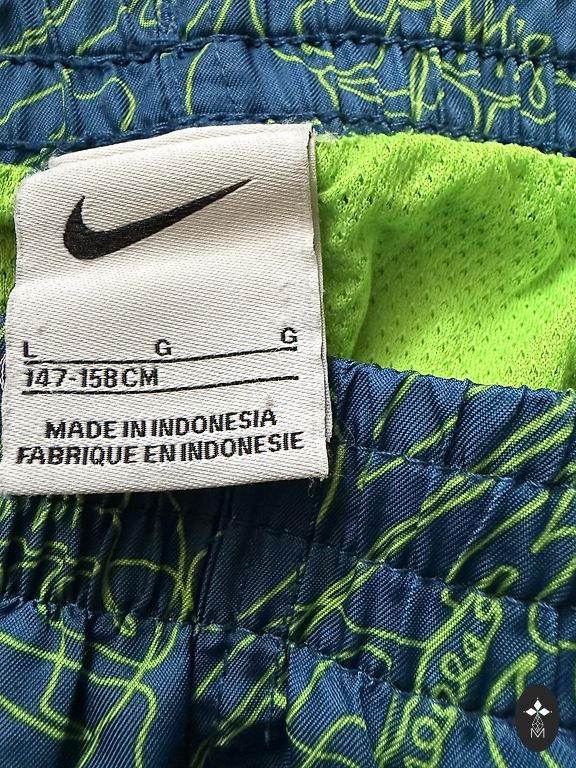 L G G
147-158CM
MADE IN INDONESIA
FABRIQUE EN INDONESIE